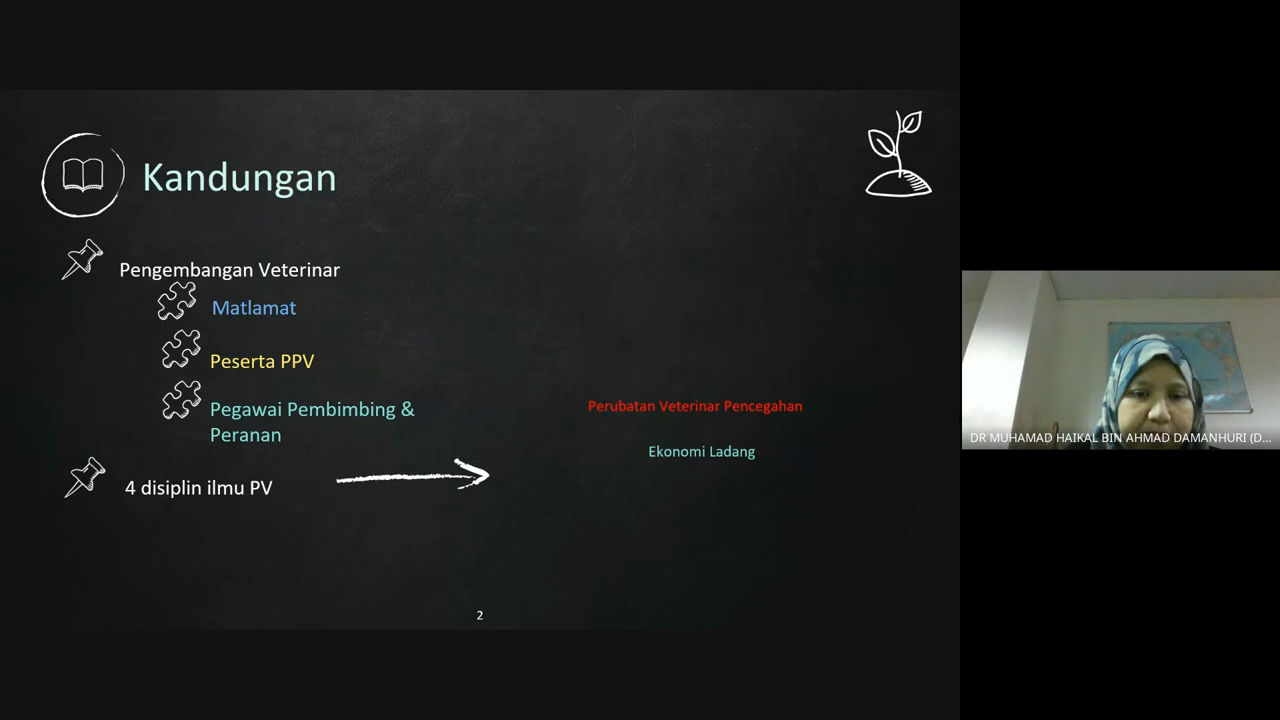 Kandungan
Pengembangan Veterinar
Matlamat
Peserta PPV
Pegawai Pembimbing &
Peranan
4 disiplin ilmu PV
Perubatan Veterinar Pencegahan
Ekonomi Ladang
2
DR MUHAMAD HAIKAL BIN AHMAD DAMANHURI (D...